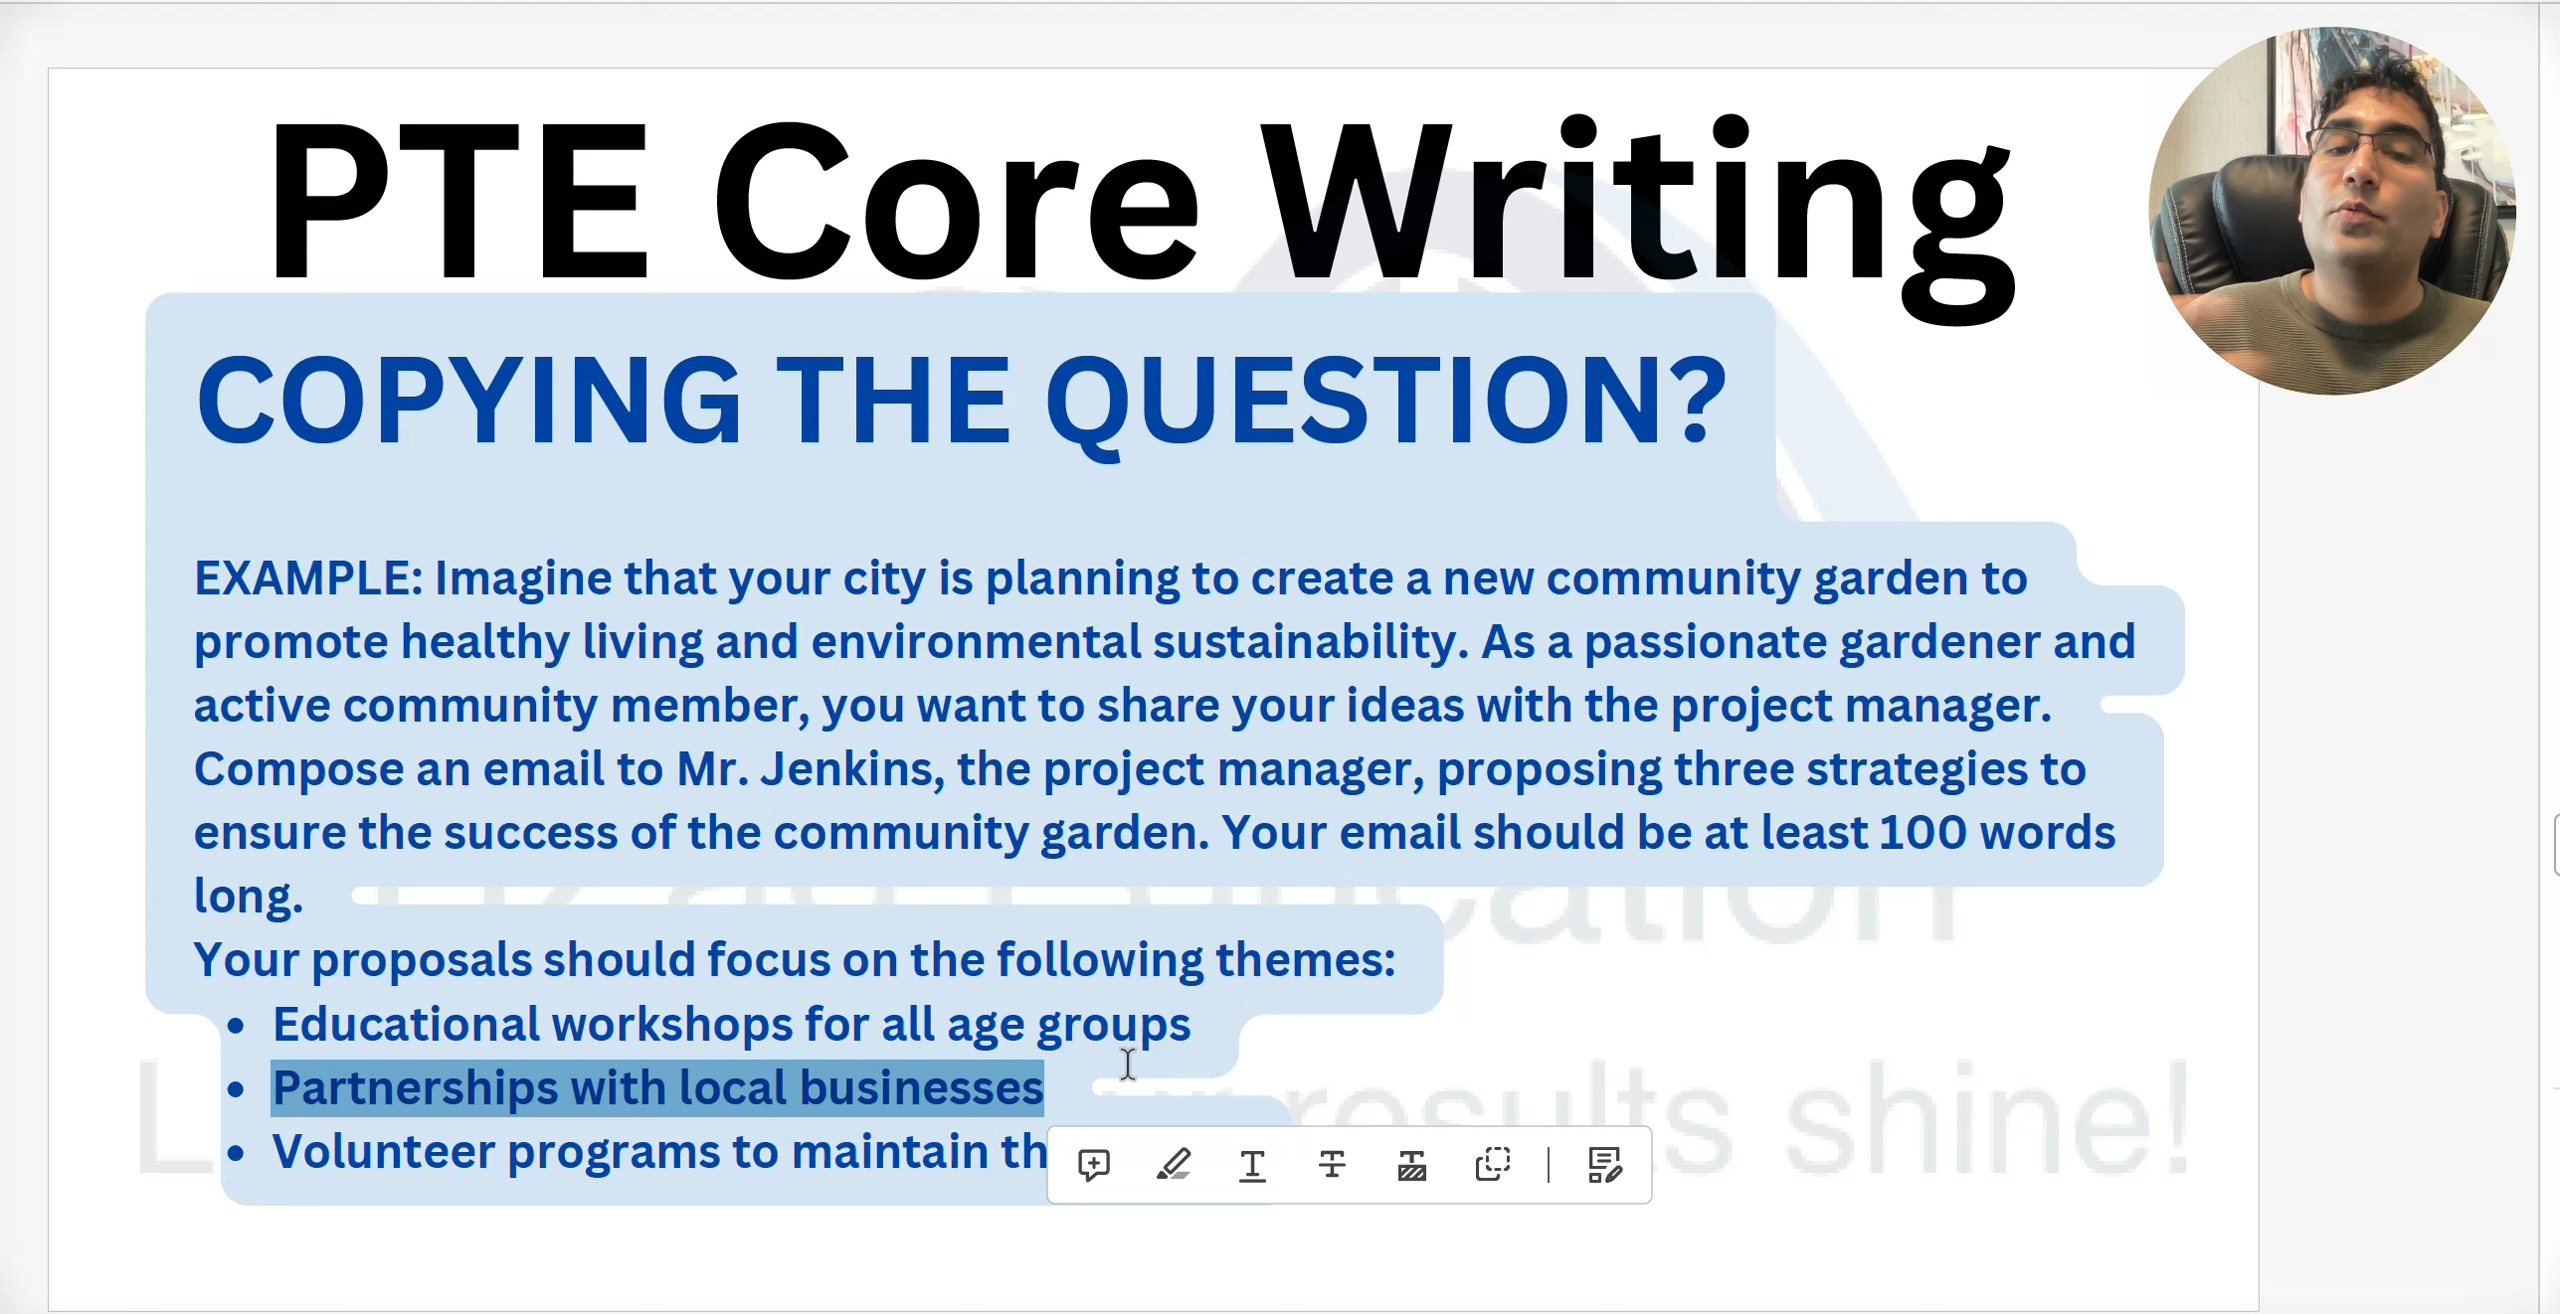 PTE Core Writing
COPYING THE QUESTION?
EXAMPLE: Imagine that your city is planning to create a new community garden to
promote healthy living and environmental sustainability. As a passionate gardener and
active community member, you want to share your ideas with the project manager.
Compose an email to Mr. Jenkins, the project manager, proposing three strategies to
ensure the success of the community garden. Your email should be at least 100 words
long.
Your proposals should focus on the following themes:
• Educational workshops for all age groups
• Partnerships with local businesses
• Volunteer programs to maintain th
results shine!